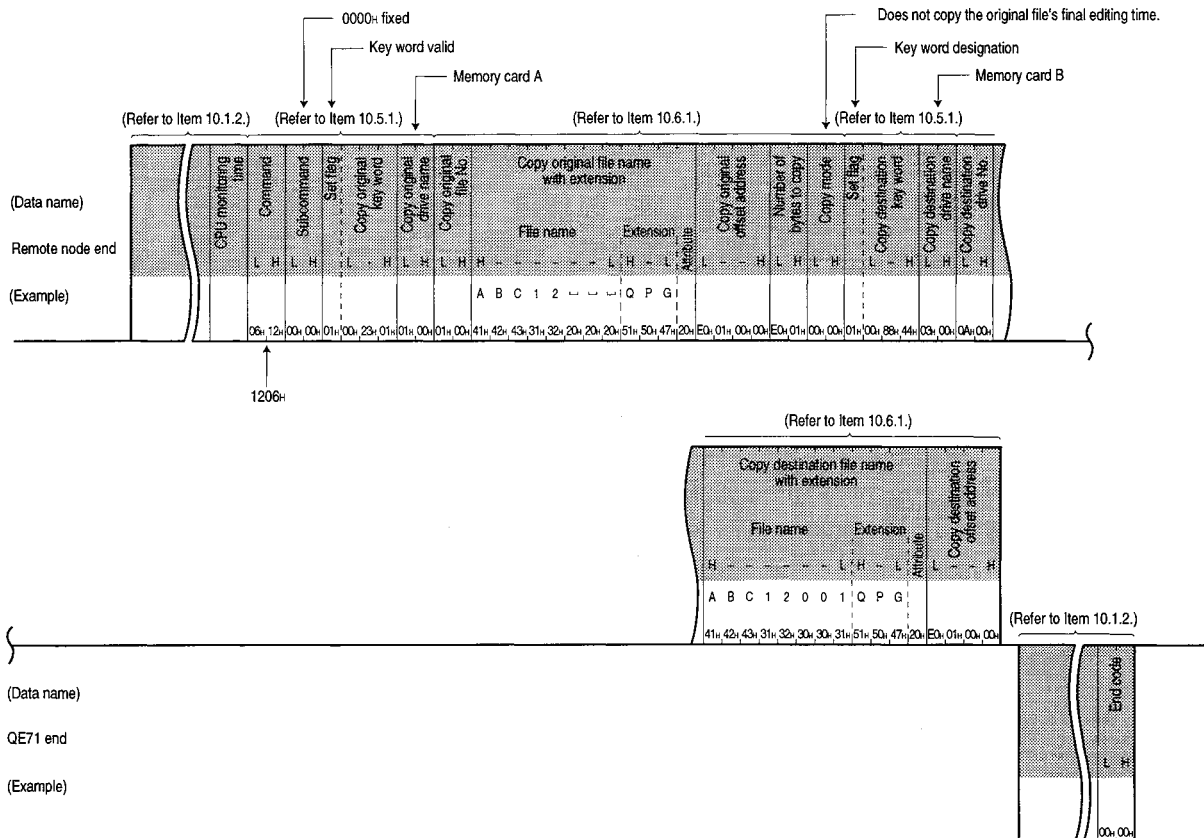 0000H fixed
Does not copy the original file's final editing time.
Key word valid
Key word designation
Memory card A
Memory card B
(Refer to Item 10.1.2.)
(Refer to Item 10.5.1.)
(Refer to Item 10.6.1.)
(Refer to Item 10.5.1.)
(Data name)
Remote node end
(Example)
CPU monitoring time
Command
Subcommand
Set flag
Copy original key word
Copy original drive name
Copy original file No.
Copy original file name with extension
File name
Extension
Attribute
Copy original offset address
Number of bytes to copy
Copy mode
Set flag
Copy destination key word
Copy destination drive name
Copy destination drive No.
L H L H L - H L H L H H - - - - - - L H - L L - - H L H L H L - H L H L H
A B C 1 2 ␣ ␣ ␣ Q P G
06H 12H 00H 00H 01H 00H 23H 01H 01H 00H 01H 00H 41H 42H 43H 31H 32H 20H 20H 20H 51H 50H 47H 20H E0H 01H 00H 00H E0H 01H 00H 00H 01H 00H 88H 44H 03H 00H 0AH 00H
1206H
(Refer to Item 10.6.1.)
Copy destination file name with extension
File name
Extension
Attribute
Copy destination offset address
H - - - - - - L H - L L - - H
A B C 1 2 0 0 1 Q P G
41H 42H 43H 31H 32H 30H 30H 31H 51H 50H 47H 20H E0H 01H 00H 00H
(Refer to Item 10.1.2.)
(Data name)
QE71 end
(Example)
End code
L H
00H 00H